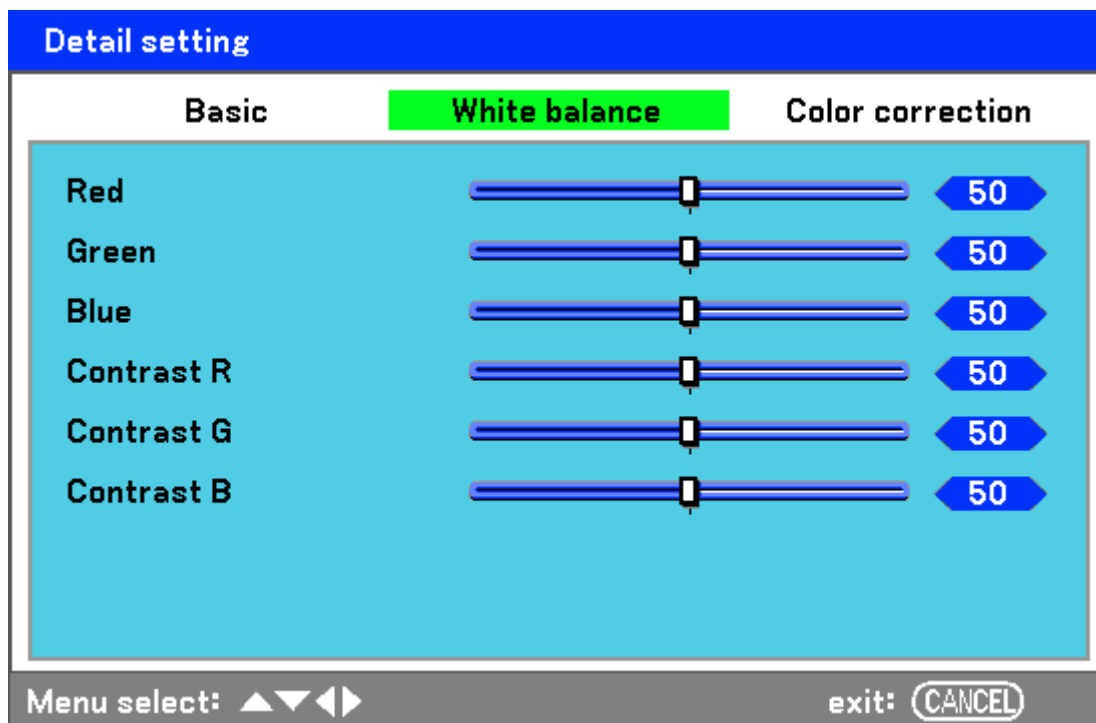 Detail setting
Basic White balance Color correction
Red 50
Green 50
Blue 50
Contrast R 50
Contrast G 50
Contrast B 50
Menu select: ▲▼◀▶ exit: CANCEL